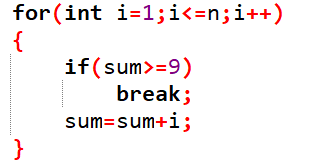 for(int i=1;i<=n;i++)
{
    if(sum>=9)
        break;
    sum=sum+i;
}